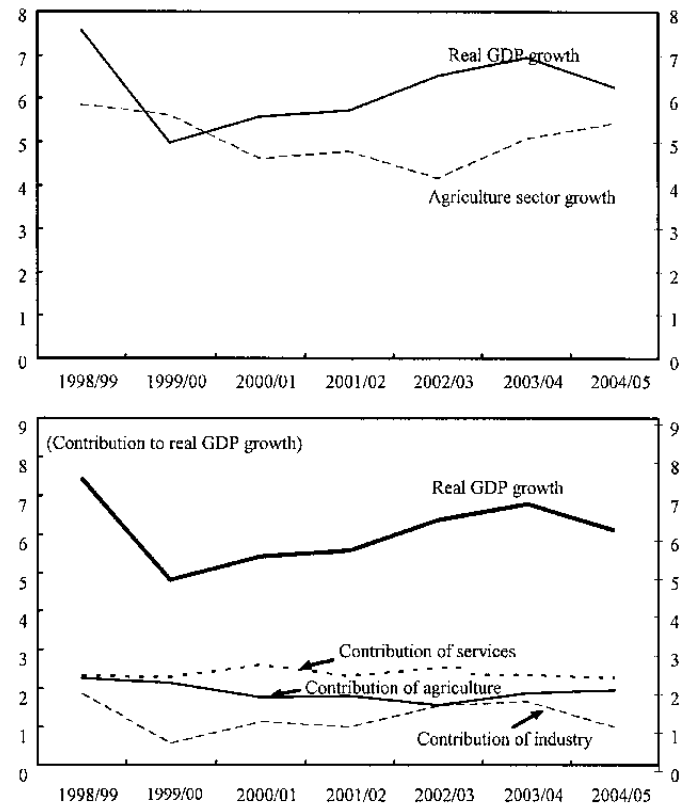 8 8
7 Real GDP growth 7
6 6
5 5
4 Agriculture sector growth 4
3 3
2 2
1 1
0 0
1998/99 1999/00 2000/01 2001/02 2002/03 2003/04 2004/05
9 9
(Contribution to real GDP growth)
8 8
Real GDP growth
7 7
6 6
5 5
4 4
3 Contribution of services 3
2 Contribution of agriculture 2
1 Contribution of industry 1
0 0
1998/99 1999/00 2000/01 2001/02 2002/03 2003/04 2004/05